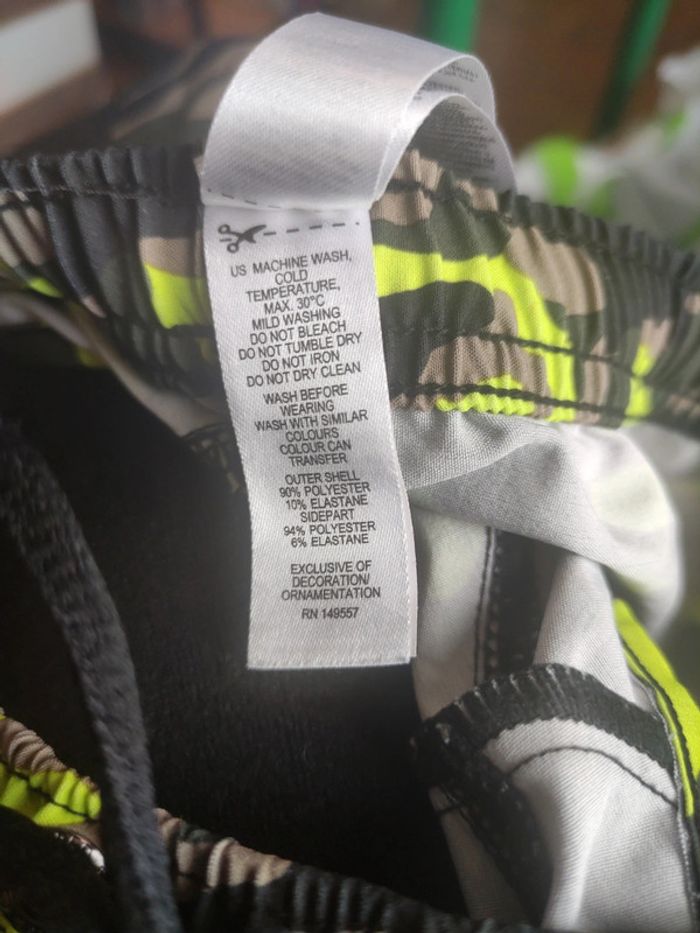 US MACHINE WASH,
COLD
TEMPERATURE,
MAX. 30°C
MILD WASHING
DO NOT BLEACH
DO NOT TUMBLE DRY
DO NOT IRON
DO NOT DRY CLEAN
WASH BEFORE
WEARING
WASH WITH SIMILAR
COLOURS
COLOUR CAN
TRANSFER
OUTER SHELL
90% POLYESTER
10% ELASTANE
SIDEPART
94% POLYESTER
6% ELASTANE
EXCLUSIVE OF
DECORATION/
ORNAMENTATION
RN 149557